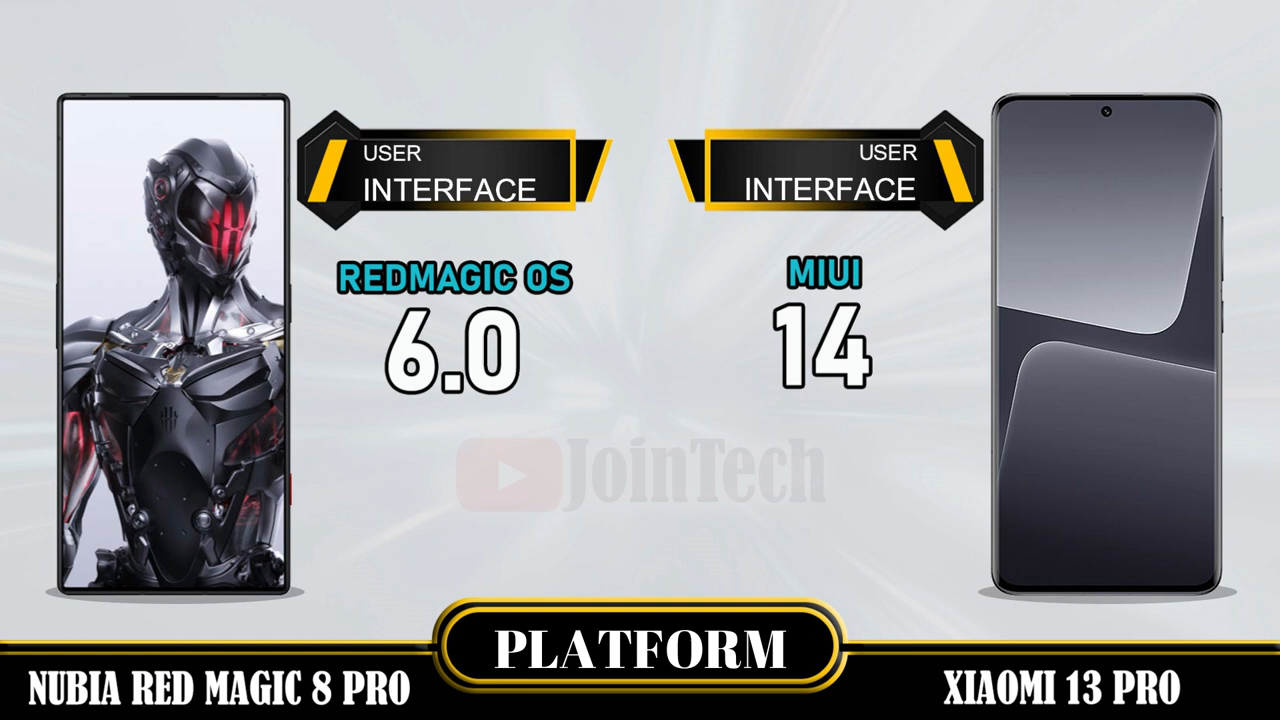 USER
INTERFACE
USER
INTERFACE
REDMAGIC OS
6.0
MIUI
14
JoinTech
PLATFORM
NUBIA RED MAGIC 8 PRO
XIAOMI 13 PRO